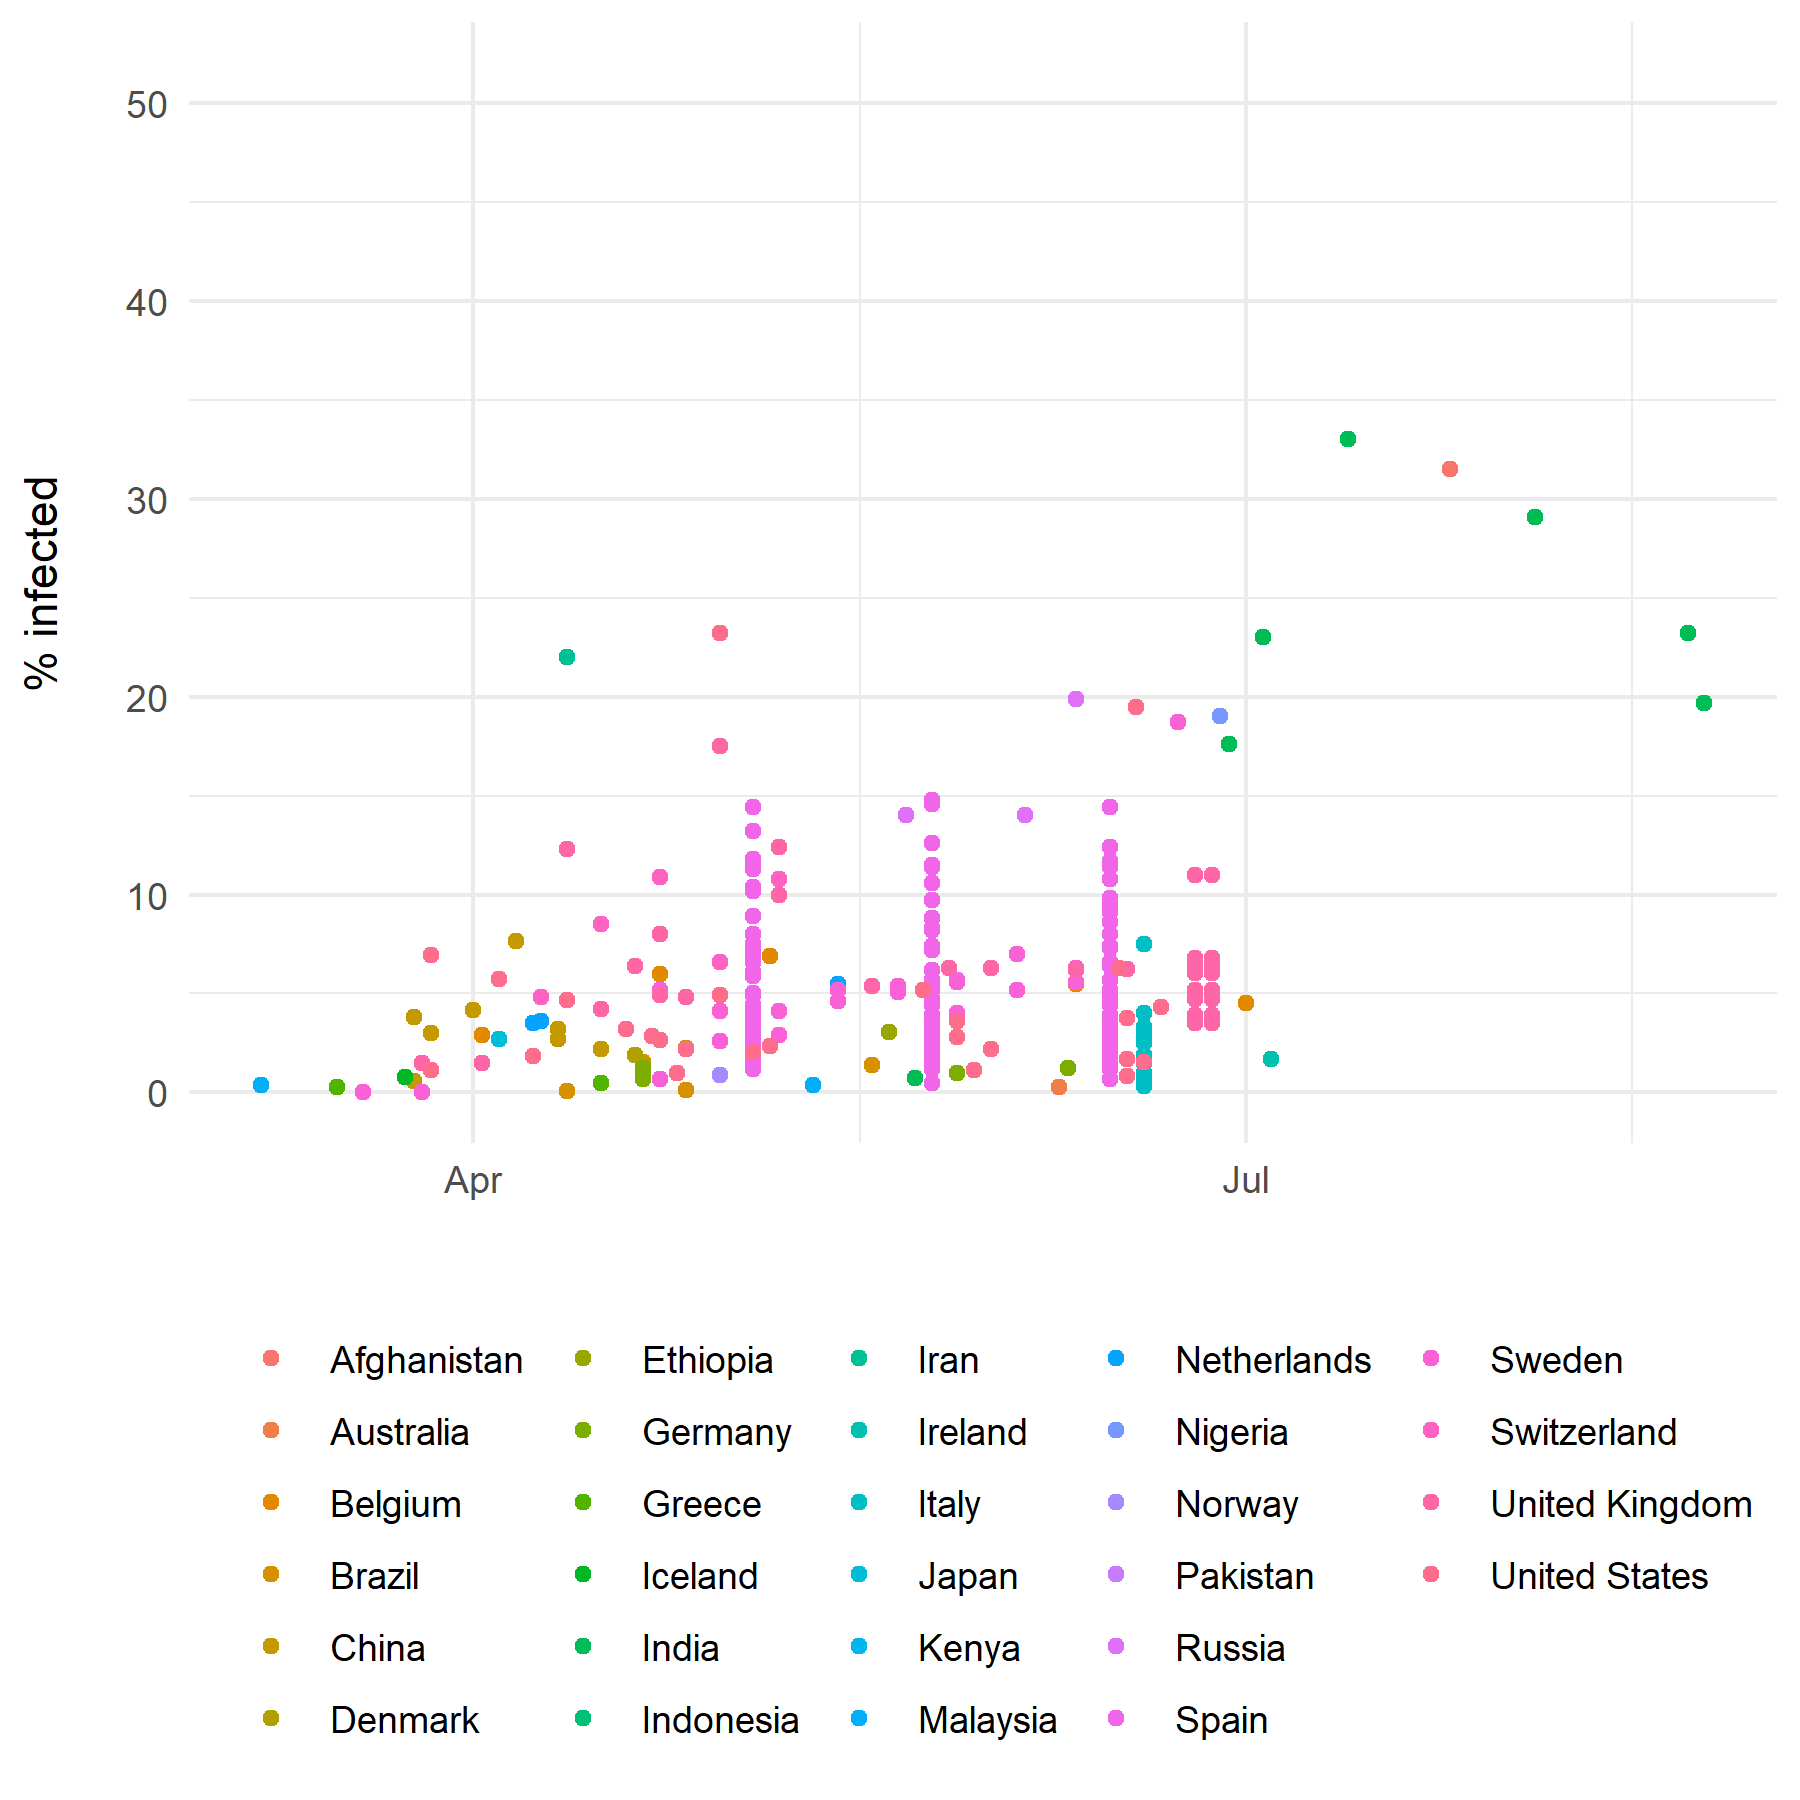 50
40
30
20
10
0
% infected
Apr
Jul
Afghanistan
Australia
Belgium
Brazil
China
Denmark
Ethiopia
Germany
Greece
Iceland
India
Indonesia
Iran
Ireland
Italy
Japan
Kenya
Malaysia
Netherlands
Nigeria
Norway
Pakistan
Russia
Spain
Sweden
Switzerland
United Kingdom
United States